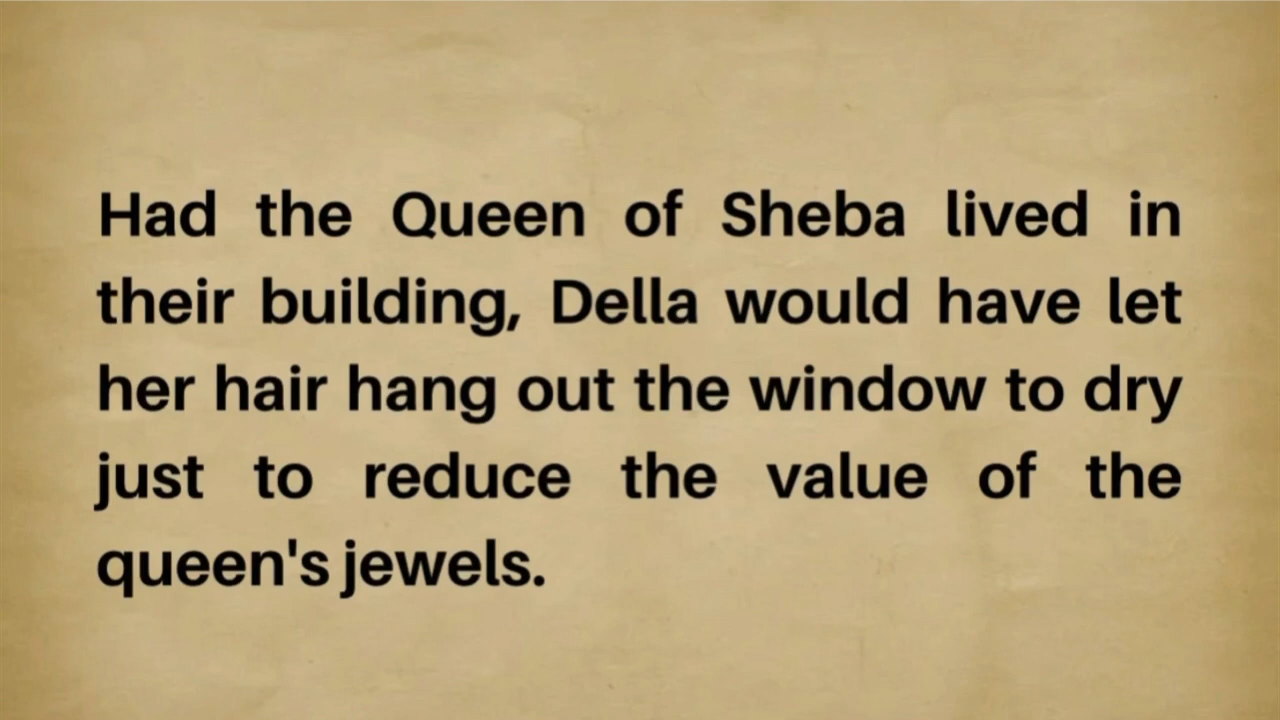 Had the Queen of Sheba lived in
their building, Della would have let
her hair hang out the window to dry
just to reduce the value of the
queen's jewels.